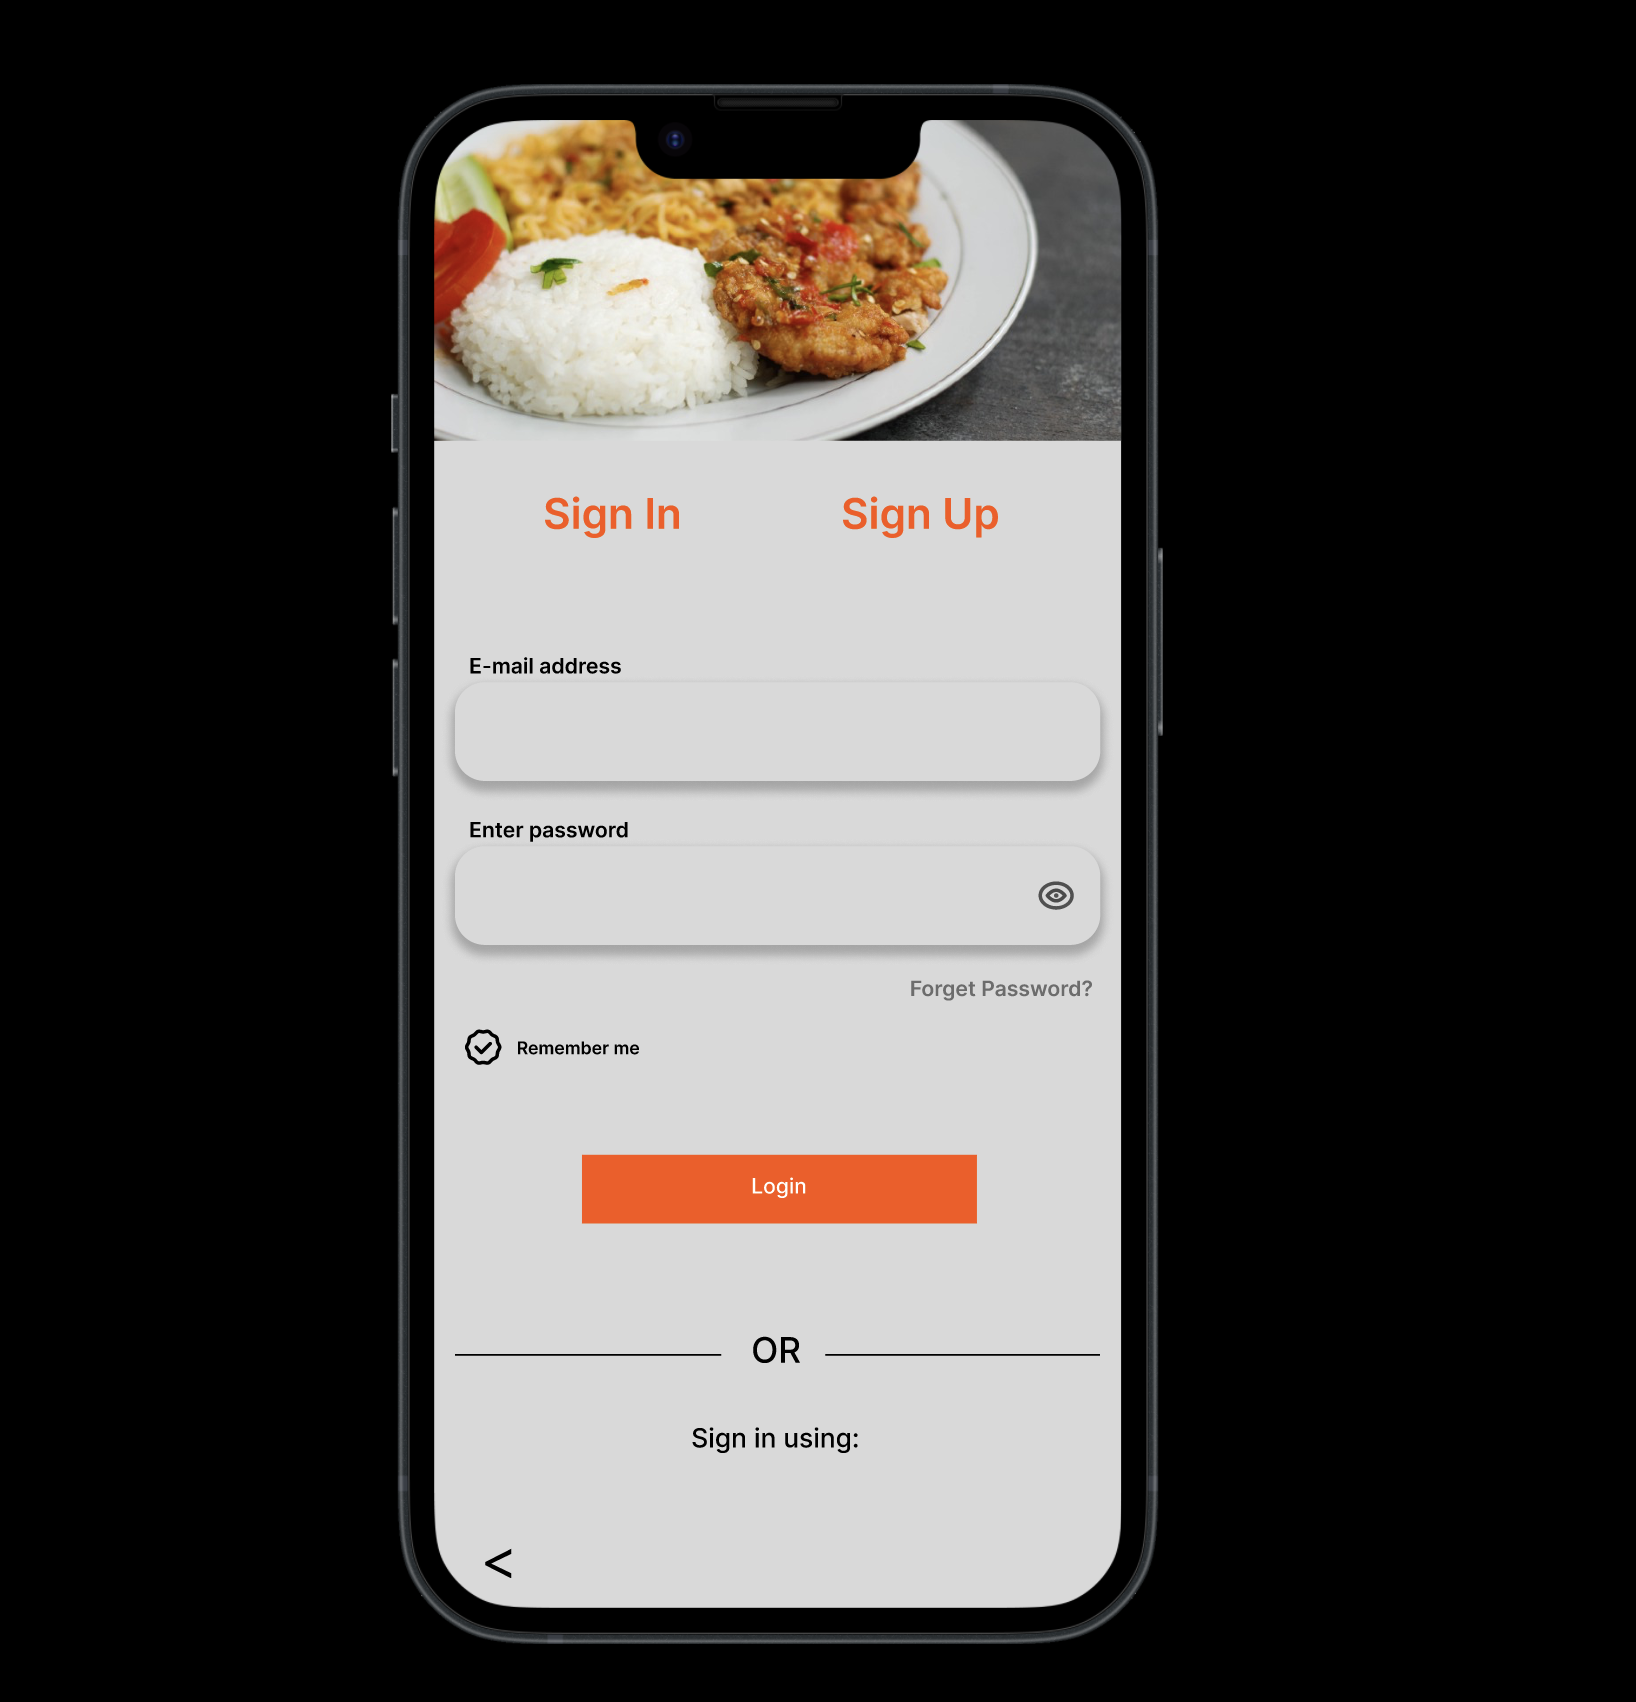 Sign In
Sign Up
E-mail address
Enter password
Forget Password?
Remember me
Login
OR
Sign in using:
<